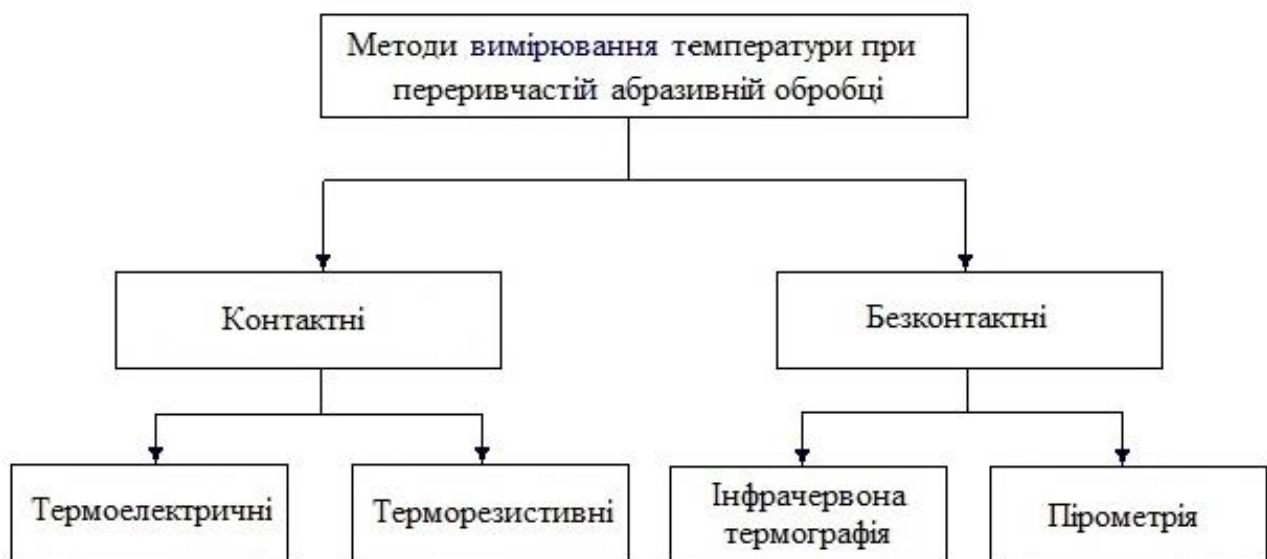 Методи вимірювання температури при
переривчастій абразивній обробці
Контактні
Безконтактні
Термоелектричні
Терморезистивні
Інфрачервона
термографія
Пірометрія